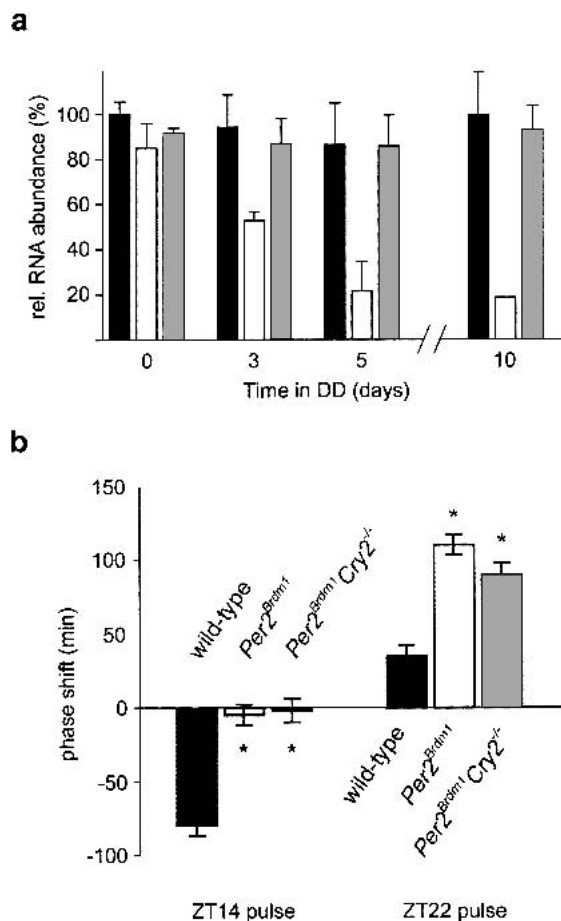 a
rel. RNA abundance (%)
100
80
60
40
20
0 3 5 10
Time in DD (days)
b
phase shift (min)
150
100
50
0
-50
-100
wild-type
Per2Brdm1
Per2Brdm1 Cry2-/-
* *
* *
wild-type
Per2Brdm1
Per2Brdm1 Cry2-/-
ZT14 pulse ZT22 pulse